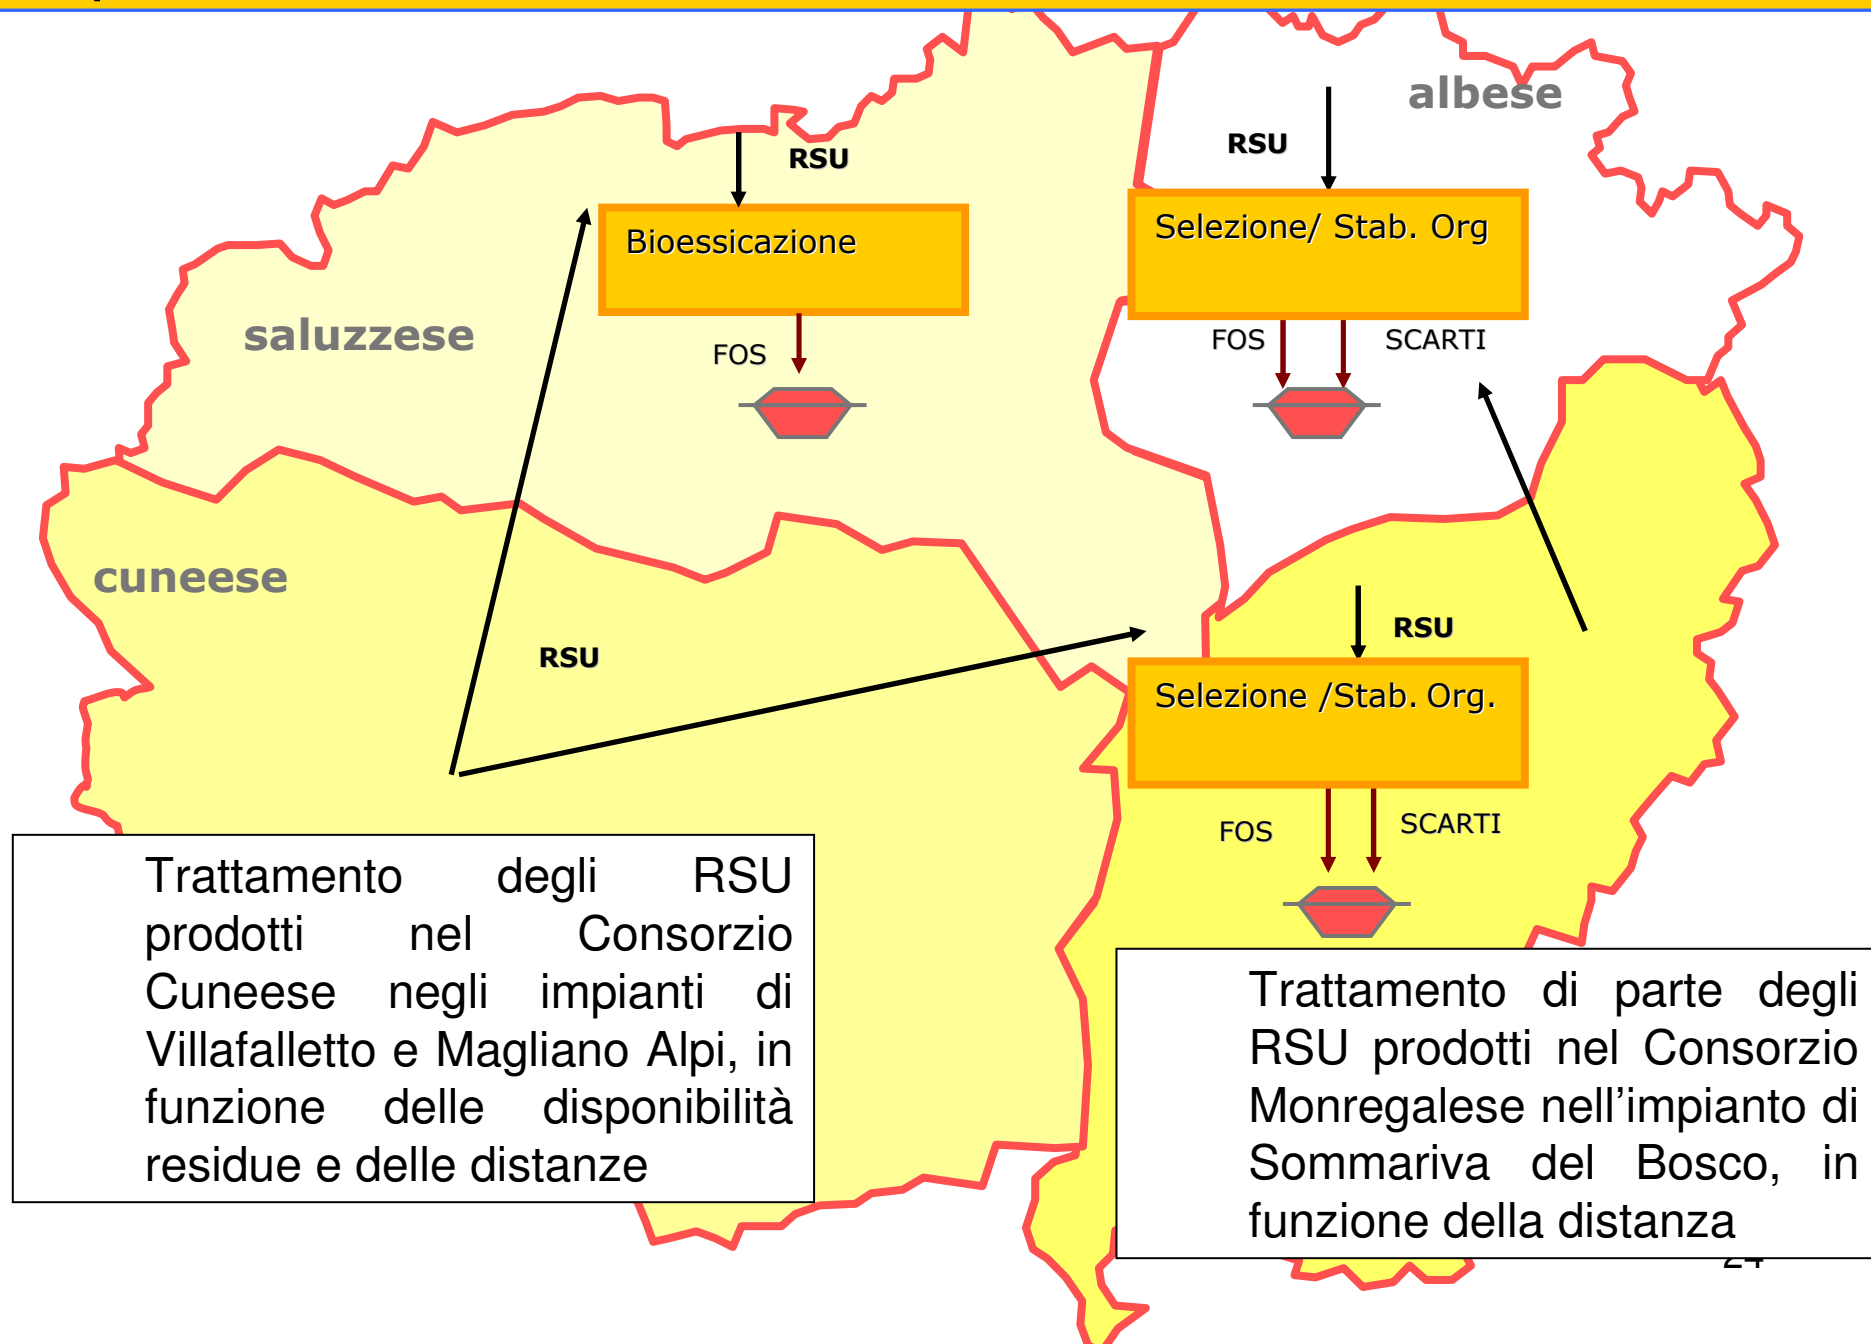 albese
RSU
RSU
Selezione/ Stab. Org
Bioessicazione
saluzzese
FOS
SCARTI
FOS
cuneese
RSU
RSU
Selezione /Stab. Org.
FOS
SCARTI
Trattamento degli RSU
prodotti nel Consorzio
Cuneese negli impianti di
Villafalletto e Magliano Alpi, in
funzione delle disponibilità
residue e delle distanze
Trattamento di parte degli
RSU prodotti nel Consorzio
Monregalese nell'impianto di
Sommariva del Bosco, in
funzione della distanza